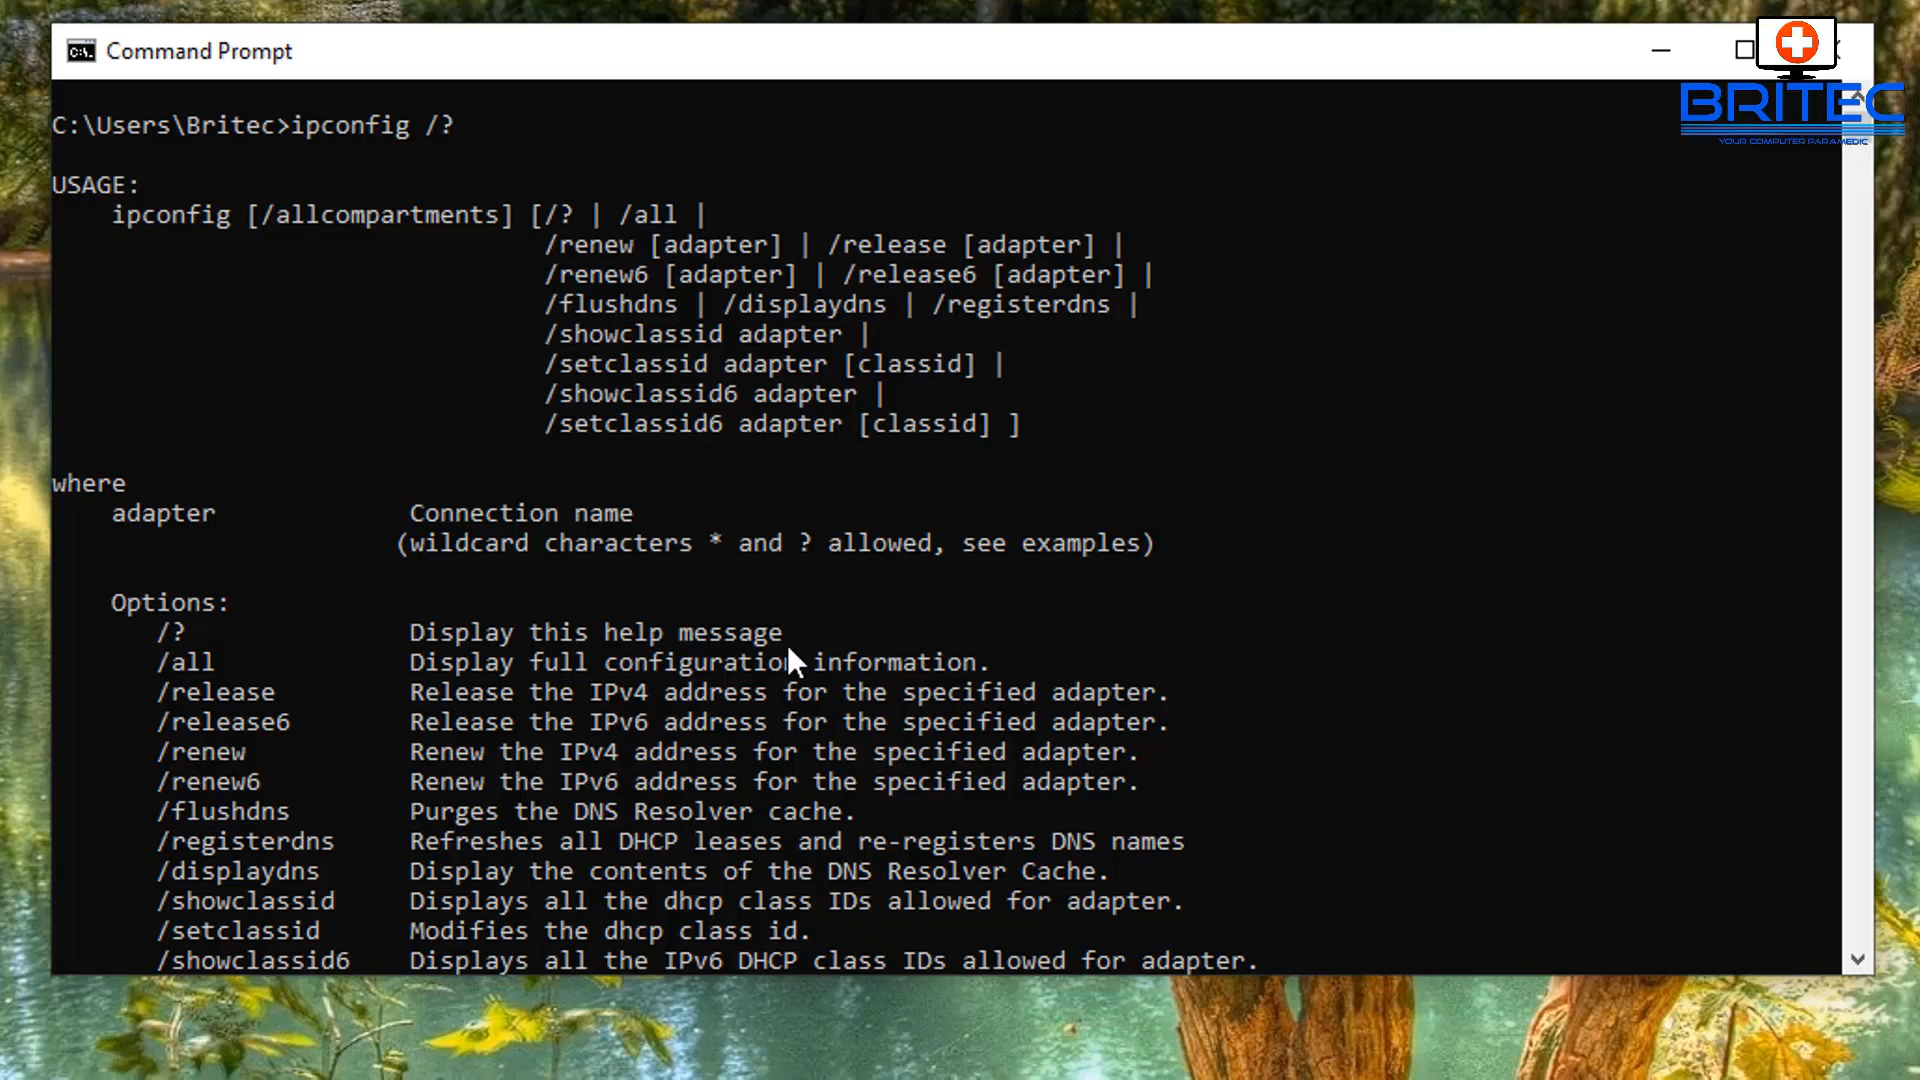 Command Prompt
BRITEC
YOUR COMPUTER PARAMEDIC
C:\Users\Britec>ipconfig /?
USAGE:
ipconfig [/allcompartments] [/? | /all |
/renew [adapter] | /release [adapter] |
/renew6 [adapter] | /release6 [adapter] |
/flushdns | /displaydns | /registerdns |
/showclassid adapter |
/setclassid adapter [classid] |
/showclassid6 adapter |
/setclassid6 adapter [classid] ]
where
adapter Connection name
(wildcard characters * and ? allowed, see examples)
Options:
/? Display this help message
/all Display full configuration information.
/release Release the IPv4 address for the specified adapter.
/release6 Release the IPv6 address for the specified adapter.
/renew Renew the IPv4 address for the specified adapter.
/renew6 Renew the IPv6 address for the specified adapter.
/flushdns Purges the DNS Resolver cache.
/registerdns Refreshes all DHCP leases and re-registers DNS names
/displaydns Display the contents of the DNS Resolver Cache.
/showclassid Displays all the dhcp class IDs allowed for adapter.
/setclassid Modifies the dhcp class id.
/showclassid6 Displays all the IPv6 DHCP class IDs allowed for adapter.